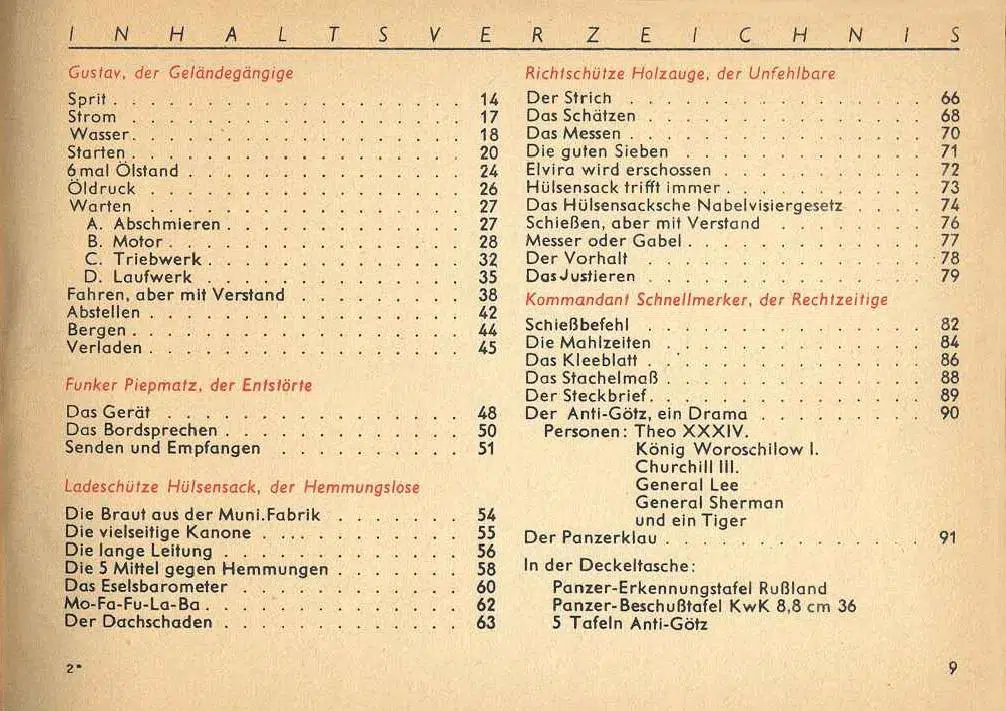 INHALTSVERZEICHNIS
Gustav, der Geländegängige
Sprit . . . . . . . . . . . . . . . . . . . 14
Strom . . . . . . . . . . . . . . . . . . 17
Wasser . . . . . . . . . . . . . . . . . . 18
Starten . . . . . . . . . . . . . . . . . . 20
6 mal Ölstand . . . . . . . . . . . . . . . 24
Öldruck . . . . . . . . . . . . . . . . . 26
Warten . . . . . . . . . . . . . . . . . 27
A. Abschmieren . . . . . . . . . . . . . 27
B. Motor . . . . . . . . . . . . . . . . 28
C. Triebwerk . . . . . . . . . . . . . . 32
D. Laufwerk . . . . . . . . . . . . . . 35
Fahren, aber mit Verstand . . . . . . . . . 38
Abstellen . . . . . . . . . . . . . . . . . 42
Bergen . . . . . . . . . . . . . . . . . . 44
Verladen . . . . . . . . . . . . . . . . . 45
Funker Piepmatz, der Entstörte
Das Gerät . . . . . . . . . . . . . . . . 48
Das Bordsprechen . . . . . . . . . . . . . 50
Senden und Empfangen . . . . . . . . . . 51
Ladeschütze Hülsensack, der Hemmungslose
Die Braut aus der Muni.Fabrik . . . . . . . 54
Die vielseitige Kanone . . . . . . . . . . . 55
Die lange Leitung . . . . . . . . . . . . . 56
Die 5 Mittel gegen Hemmungen . . . . . . . 58
Das Eselsbarometer . . . . . . . . . . . . 60
Mo-Fa-Fu-La-Ba . . . . . . . . . . . . . . 62
Der Dachschaden . . . . . . . . . . . . . 63
2*
Richtschütze Holzauge, der Unfehlbare
Der Strich . . . . . . . . . . . . . . . . 66
Das Schätzen . . . . . . . . . . . . . . . 68
Das Messen . . . . . . . . . . . . . . . . 70
Die guten Sieben . . . . . . . . . . . . . 71
Elvira wird erschossen . . . . . . . . . . . 72
Hülsensack trifft immer . . . . . . . . . . . 73
Das Hülsensacksche Nabelvisiergesetz . . . . 74
Schießen, aber mit Verstand . . . . . . . . 76
Messer oder Gabel . . . . . . . . . . . . . 77
Der Vorhalt . . . . . . . . . . . . . . . 78
Das Justieren . . . . . . . . . . . . . . . 79
Kommandant Schnellmerker, der Rechtzeitige
Schießbefehl . . . . . . . . . . . . . . . 82
Die Mahlzeiten . . . . . . . . . . . . . . 84
Das Kleeblatt . . . . . . . . . . . . . . . 86
Das Stachelmaß . . . . . . . . . . . . . . 88
Der Steckbrief . . . . . . . . . . . . . . . 89
Der Anti-Götz, ein Drama . . . . . . . . . 90
Personen: Theo XXXIV.
König Woroschilow I.
Churchill III.
General Lee
General Sherman
und ein Tiger
Der Panzerklau . . . . . . . . . . . . . . 91
In der Deckeltasche:
Panzer-Erkennungstafel Rußland
Panzer-Beschußtafel KwK 8,8 cm 36
5 Tafeln Anti-Götz
9